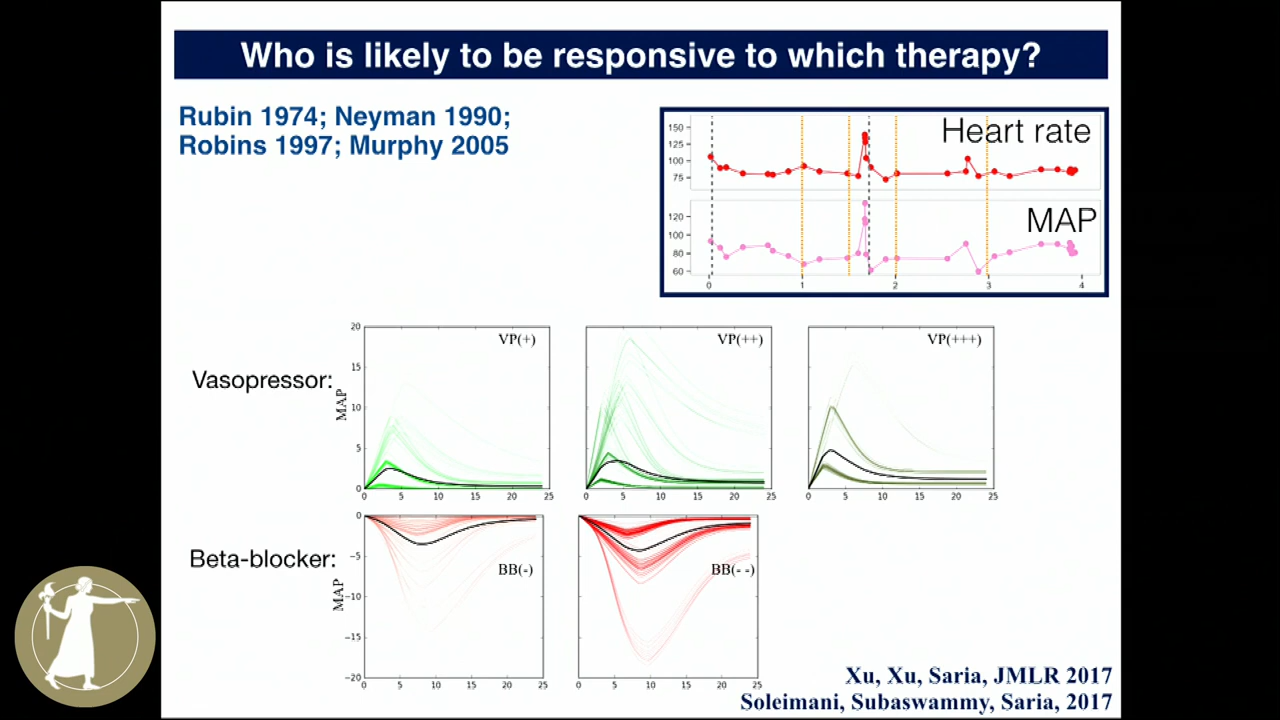 Who is likely to be responsive to which therapy?
Rubin 1974; Neyman 1990;
Robins 1997; Murphy 2005
Heart rate
150
125
100
75
MAP
120
100
80
60
0 1 2 3 4
Vasopressor:
MAP
20
15
10
5
0
VP(+)
0 5 10 15 20 25
VP(++)
0 5 10 15 20 25
VP(+++)
0 5 10 15 20 25
Beta-blocker:
MAP
0
−5
−10
−15
−20
BB(-)
0 5 10 15 20 25
BB(--)
0 5 10 15 20 25
Xu, Xu, Saria, JMLR 2017
Soleimani, Subaswammy, Saria, 2017